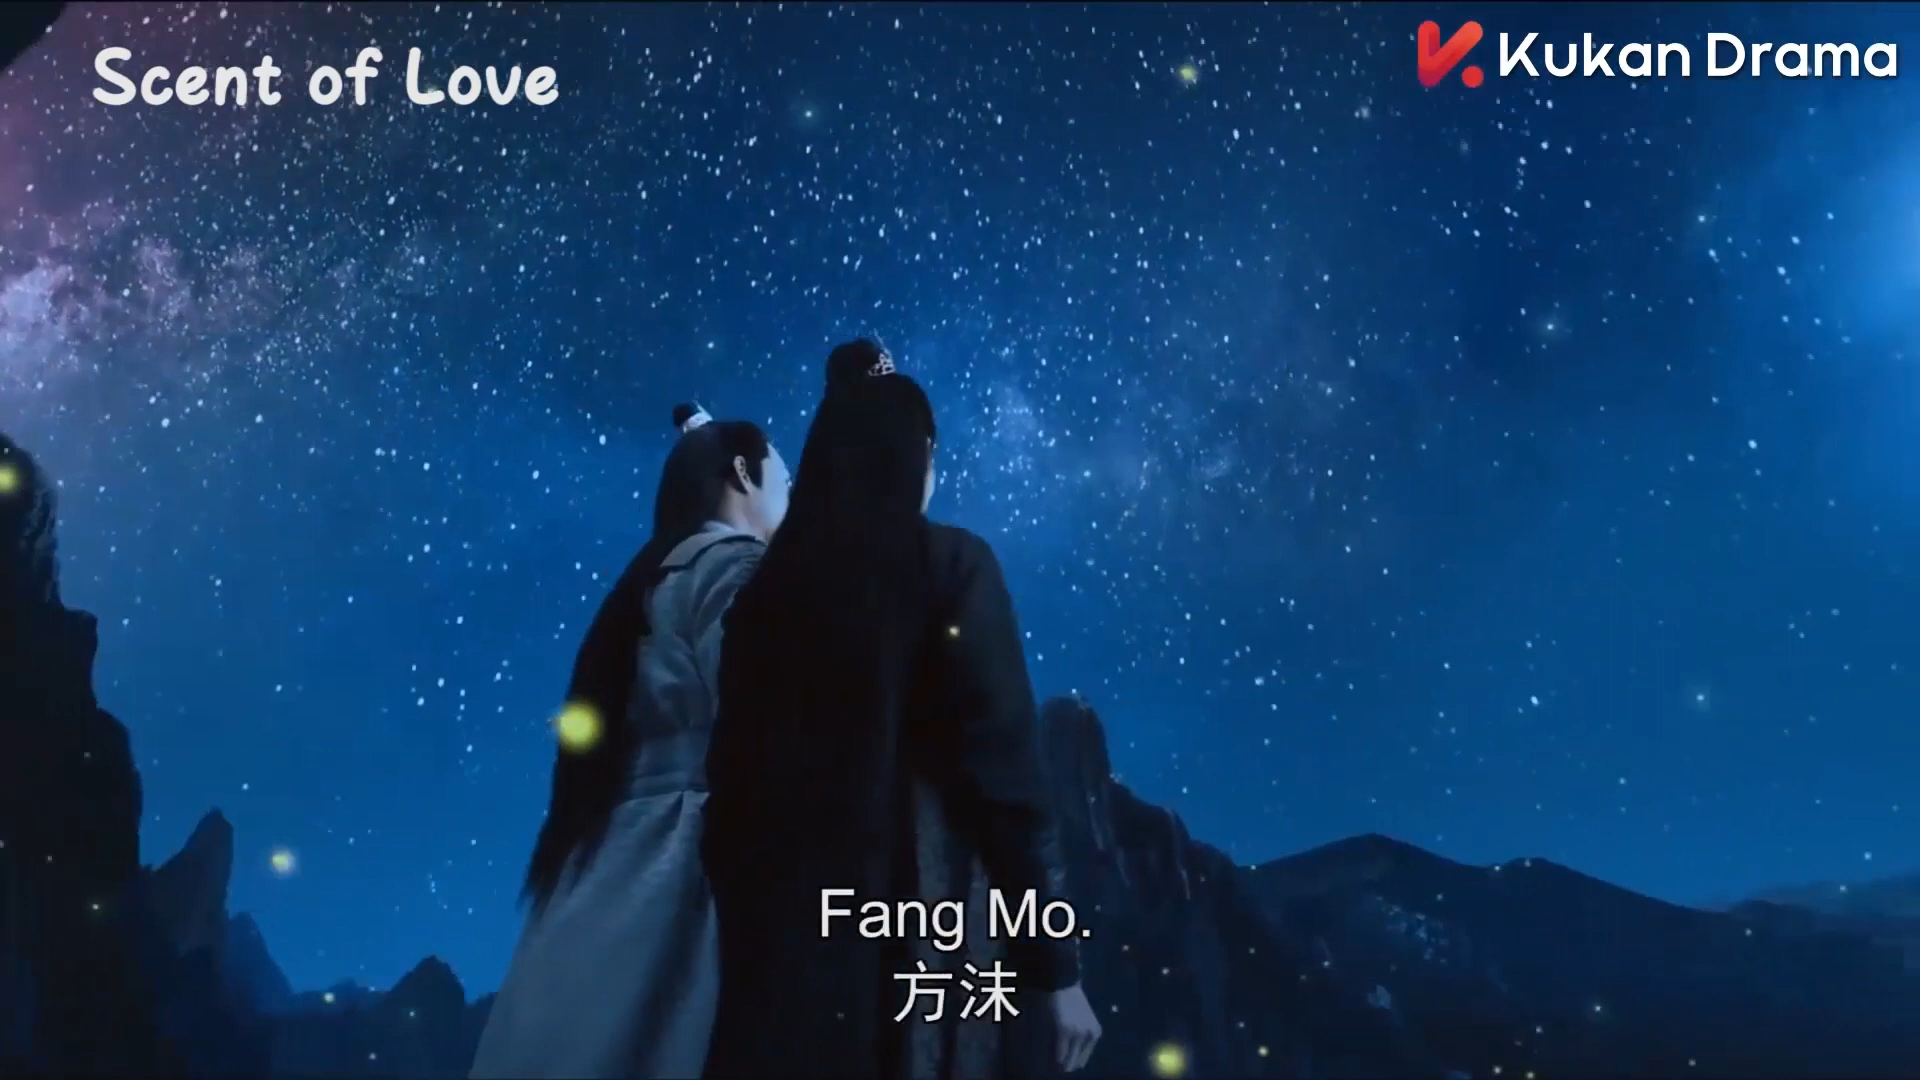 Scent of Love
Kukan Drama
Fang Mo.
方沫